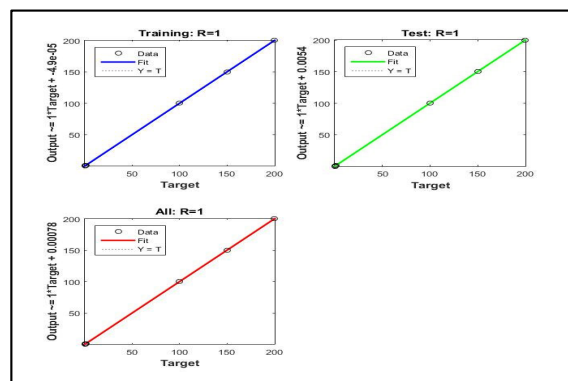 Training: R=1
Output ~= 1*Target + -4.9e-05
200
150
100
50
Data
Fit
Y = T
50
100
150
200
Target
Test: R=1
Output ~= 1*Target + 0.0054
200
150
100
50
Data
Fit
Y = T
50
100
150
200
Target
All: R=1
Output ~= 1*Target + 0.00078
200
150
100
50
Data
Fit
Y = T
50
100
150
200
Target